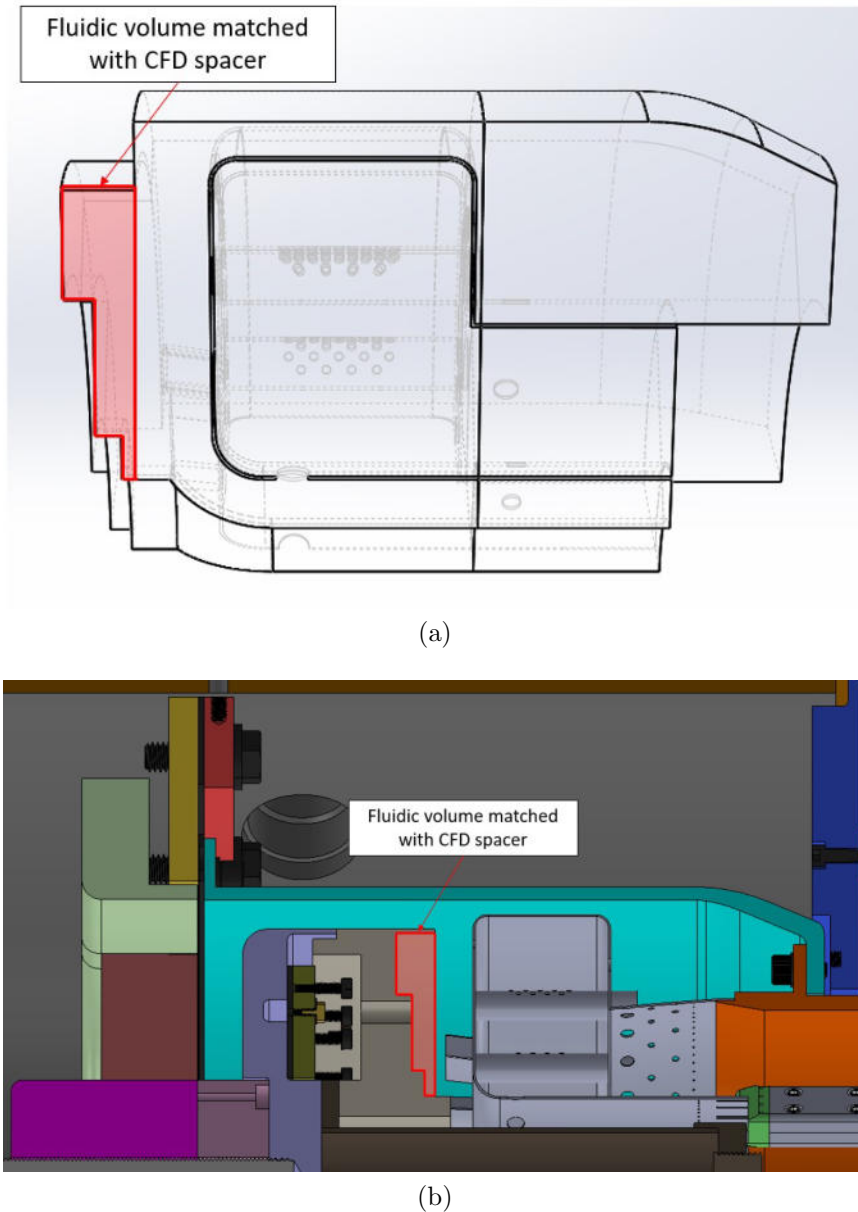 Fluidic volume matched
with CFD spacer
(a)
Fluidic volume matched
with CFD spacer
(b)